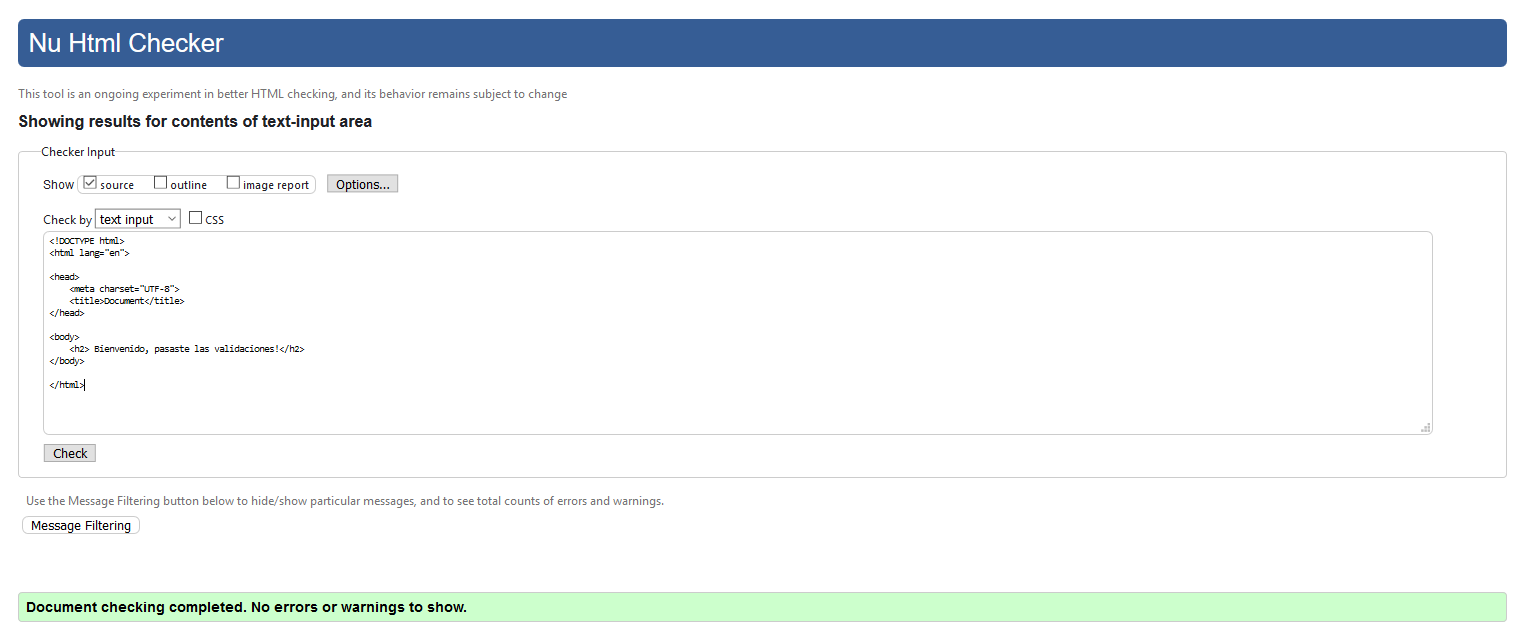 Nu Html Checker
This tool is an ongoing experiment in better HTML checking, and its behavior remains subject to change
Showing results for contents of text-input area
Checker Input
Show source outline image report Options...
Check by text input CSS
<!DOCTYPE html>
<html lang="en">
<head>
<meta charset="UTF-8">
<title>Document</title>
</head>
<body>
<h2> Bienvenido, pasaste las validaciones!</h2>
</body>
</html>
Check
Use the Message Filtering button below to hide/show particular messages, and to see total counts of errors and warnings.
Message Filtering
Document checking completed. No errors or warnings to show.